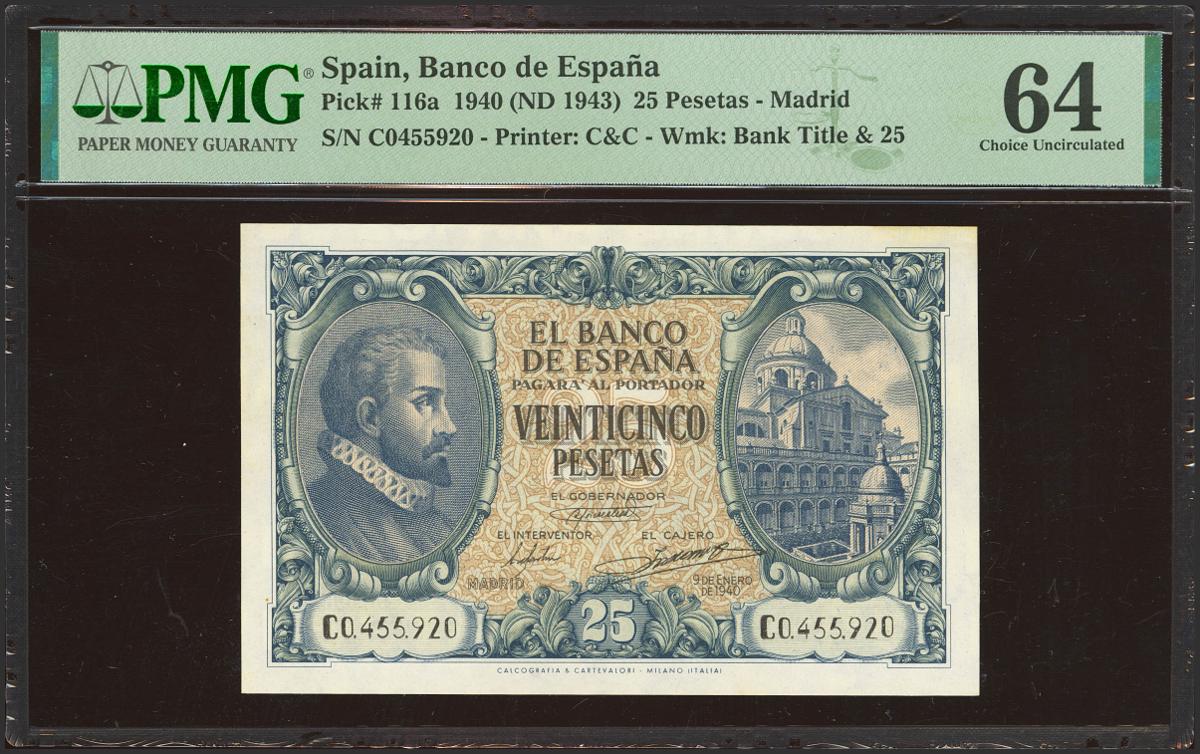 PMG®
PAPER MONEY GUARANTY
Spain, Banco de España
Pick# 116a 1940 (ND 1943) 25 Pesetas - Madrid
S/N C0455920 - Printer: C&C - Wmk: Bank Title & 25
64
Choice Uncirculated
EL BANCO
DE ESPAÑA
PAGARA' AL PORTADOR
25
VEINTICINCO
PESETAS
EL GOBERNADOR
EL INTERVENTOR
EL CAJERO
MADRID
9 DE ENERO
DE 1940
C0.455.920
25
C0.455.920
CALCOGRAFIA & CARTEVALORI - MILANO (ITALIA)